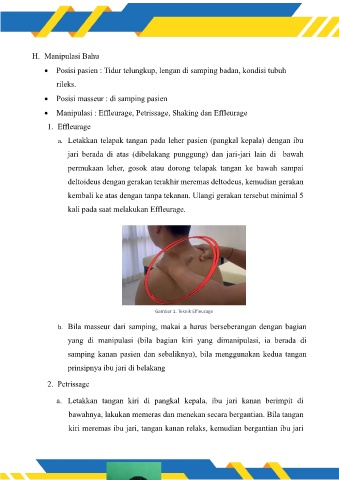 H. Manipulasi Bahu
• Posisi pasien : Tidur telungkup, lengan di samping badan, kondisi tubuh
rileks.
• Posisi masseur : di samping pasien
• Manipulasi : Effleurage, Petrissage, Shaking dan Effleurage
1. Effleurage
a. Letakkan telapak tangan pada leher pasien (pangkal kepala) dengan ibu
jari berada di atas (dibelakang punggung) dan jari-jari lain di bawah
permukaan leher, gosok atau dorong telapak tangan ke bawah sampai
deltoideus dengan gerakan terakhir meremas deltodeus, kemudian gerakan
kembali ke atas dengan tanpa tekanan. Ulangi gerakan tersebut minimal 5
kali pada saat melakukan Effleurage.
Gambar 1. Teknik Effleurage
b. Bila masseur dari samping, makai a harus berseberangan dengan bagian
yang di manipulasi (bila bagian kiri yang dimanipulasi, ia berada di
samping kanan pasien dan sebaliknya), bila menggunakan kedua tangan
prinsipnya ibu jari di belakang
2. Petrissage
a. Letakkan tangan kiri di pangkal kepala, ibu jari kanan berimpit di
bawahnya, lakukan memeras dan menekan secara bergantian. Bila tangan
kiri meremas ibu jari, tangan kanan relaks, kemudian bergantian ibu jari